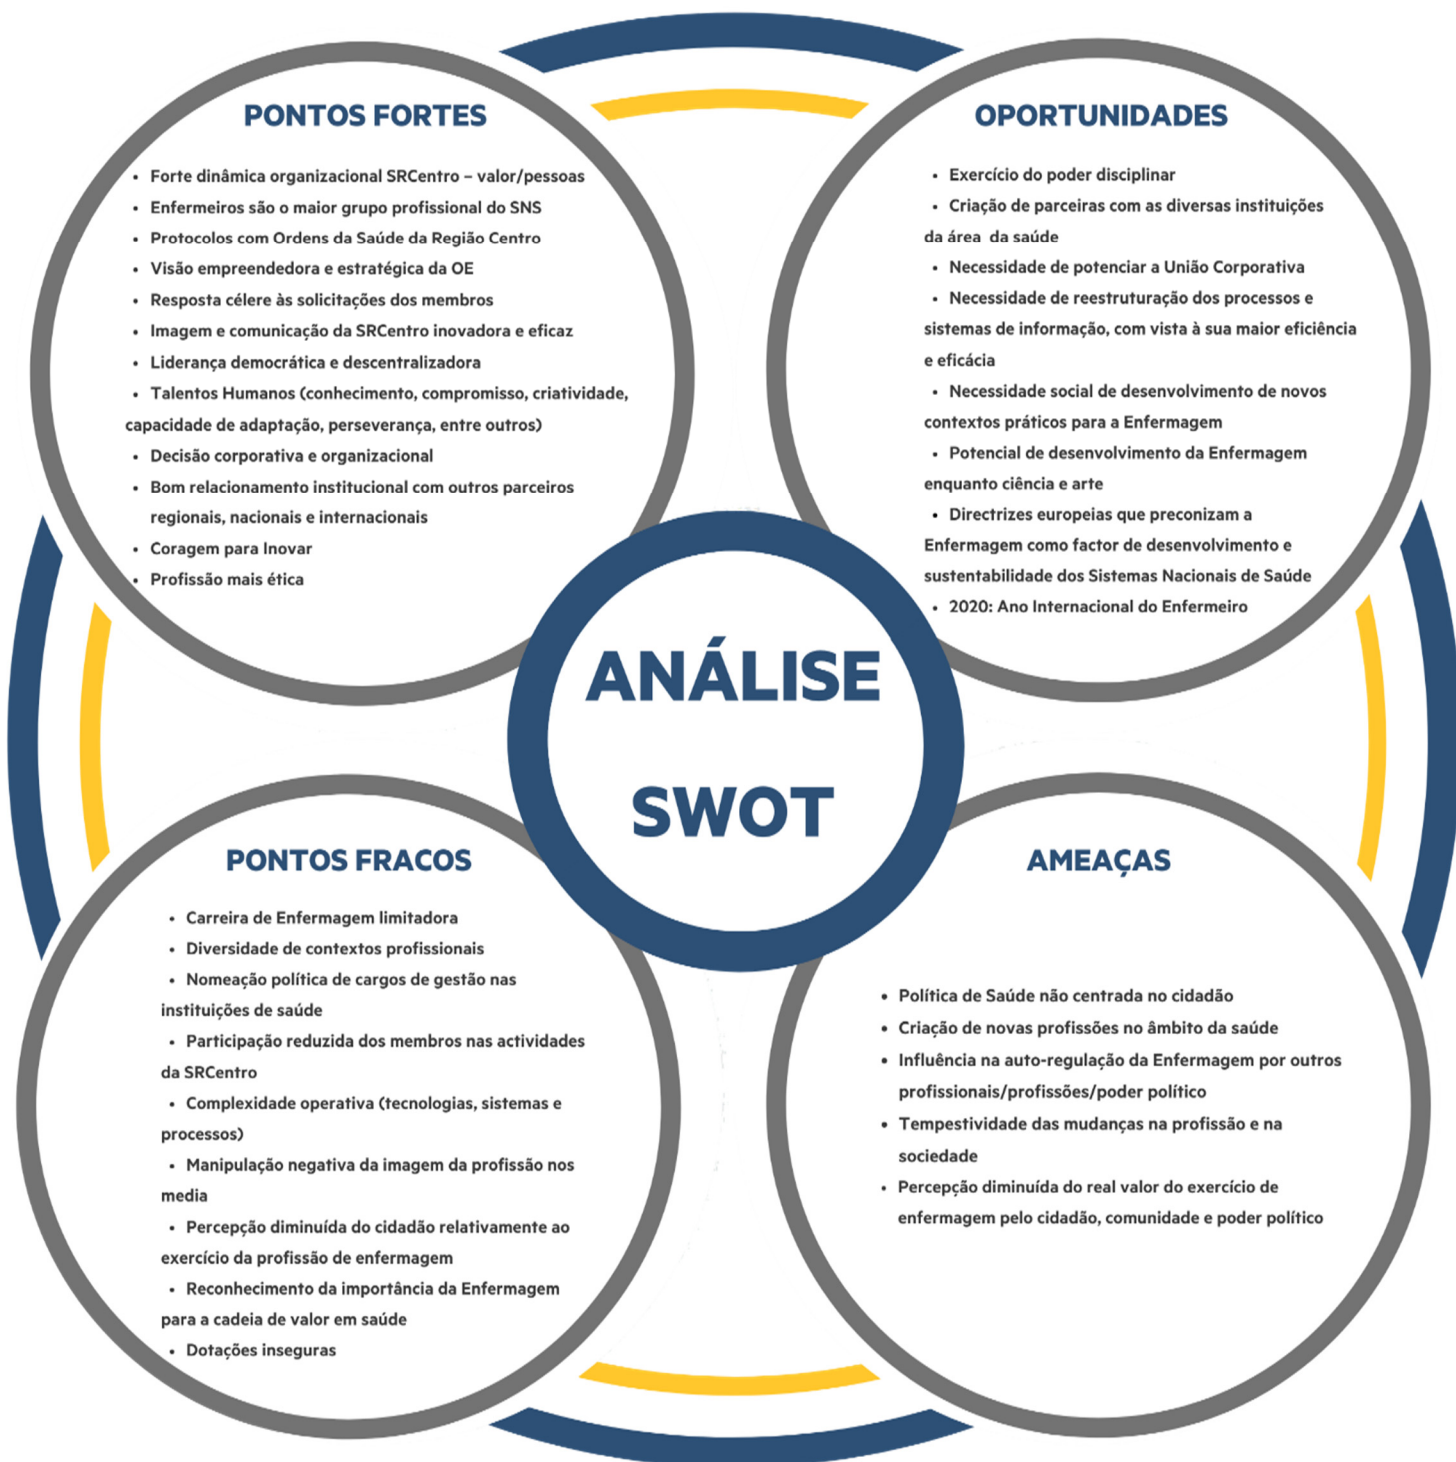 PONTOS FORTES
• Forte dinâmica organizacional SRCentro – valor/pessoas
• Enfermeiros são o maior grupo profissional do SNS
• Protocolos com Ordens da Saúde da Região Centro
• Visão empreendedora e estratégica da OE
• Resposta célere às solicitações dos membros
• Imagem e comunicação da SRCentro inovadora e eficaz
• Liderança democrática e descentralizadora
• Talentos Humanos (conhecimento, compromisso, criatividade,
capacidade de adaptação, perseverança, entre outros)
• Decisão corporativa e organizacional
• Bom relacionamento institucional com outros parceiros
regionais, nacionais e internacionais
• Coragem para Inovar
• Profissão mais ética
OPORTUNIDADES
• Exercício do poder disciplinar
• Criação de parceiras com as diversas instituições
da área da saúde
• Necessidade de potenciar a União Corporativa
• Necessidade de reestruturação dos processos e
sistemas de informação, com vista à sua maior eficiência
e eficácia
• Necessidade social de desenvolvimento de novos
contextos práticos para a Enfermagem
• Potencial de desenvolvimento da Enfermagem
enquanto ciência e arte
• Directrizes europeias que preconizam a
Enfermagem como factor de desenvolvimento e
sustentabilidade dos Sistemas Nacionais de Saúde
• 2020: Ano Internacional do Enfermeiro
ANÁLISE
SWOT
PONTOS FRACOS
• Carreira de Enfermagem limitadora
• Diversidade de contextos profissionais
• Nomeação política de cargos de gestão nas
instituições de saúde
• Participação reduzida dos membros nas actividades
da SRCentro
• Complexidade operativa (tecnologias, sistemas e
processos)
• Manipulação negativa da imagem da profissão nos
media
• Percepção diminuída do cidadão relativamente ao
exercício da profissão de enfermagem
• Reconhecimento da importância da Enfermagem
para a cadeia de valor em saúde
• Dotações inseguras
AMEAÇAS
• Política de Saúde não centrada no cidadão
• Criação de novas profissões no âmbito da saúde
• Influência na auto-regulação da Enfermagem por outros
profissionais/profissões/poder político
• Tempestividade das mudanças na profissão e na
sociedade
• Percepção diminuída do real valor do exercício de
enfermagem pelo cidadão, comunidade e poder político